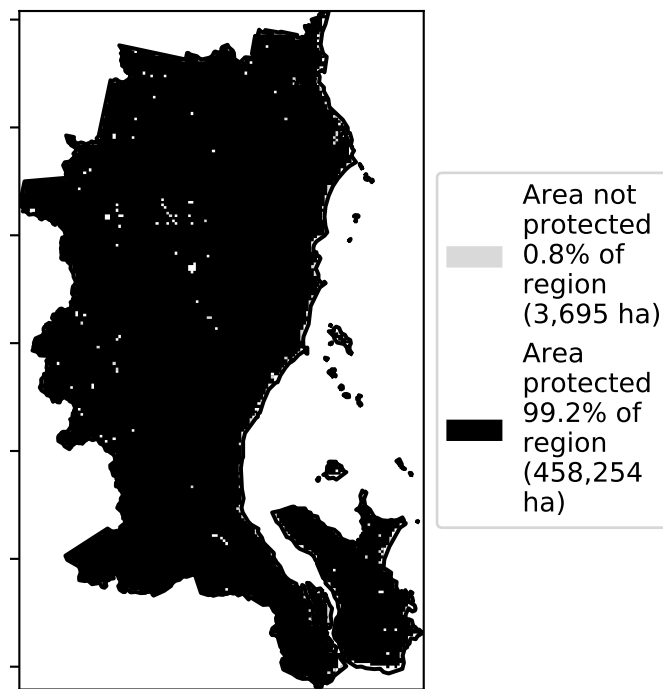 Area not
protected
0.8% of
region
(3,695 ha)
Area
protected
99.2% of
region
(458,254
ha)